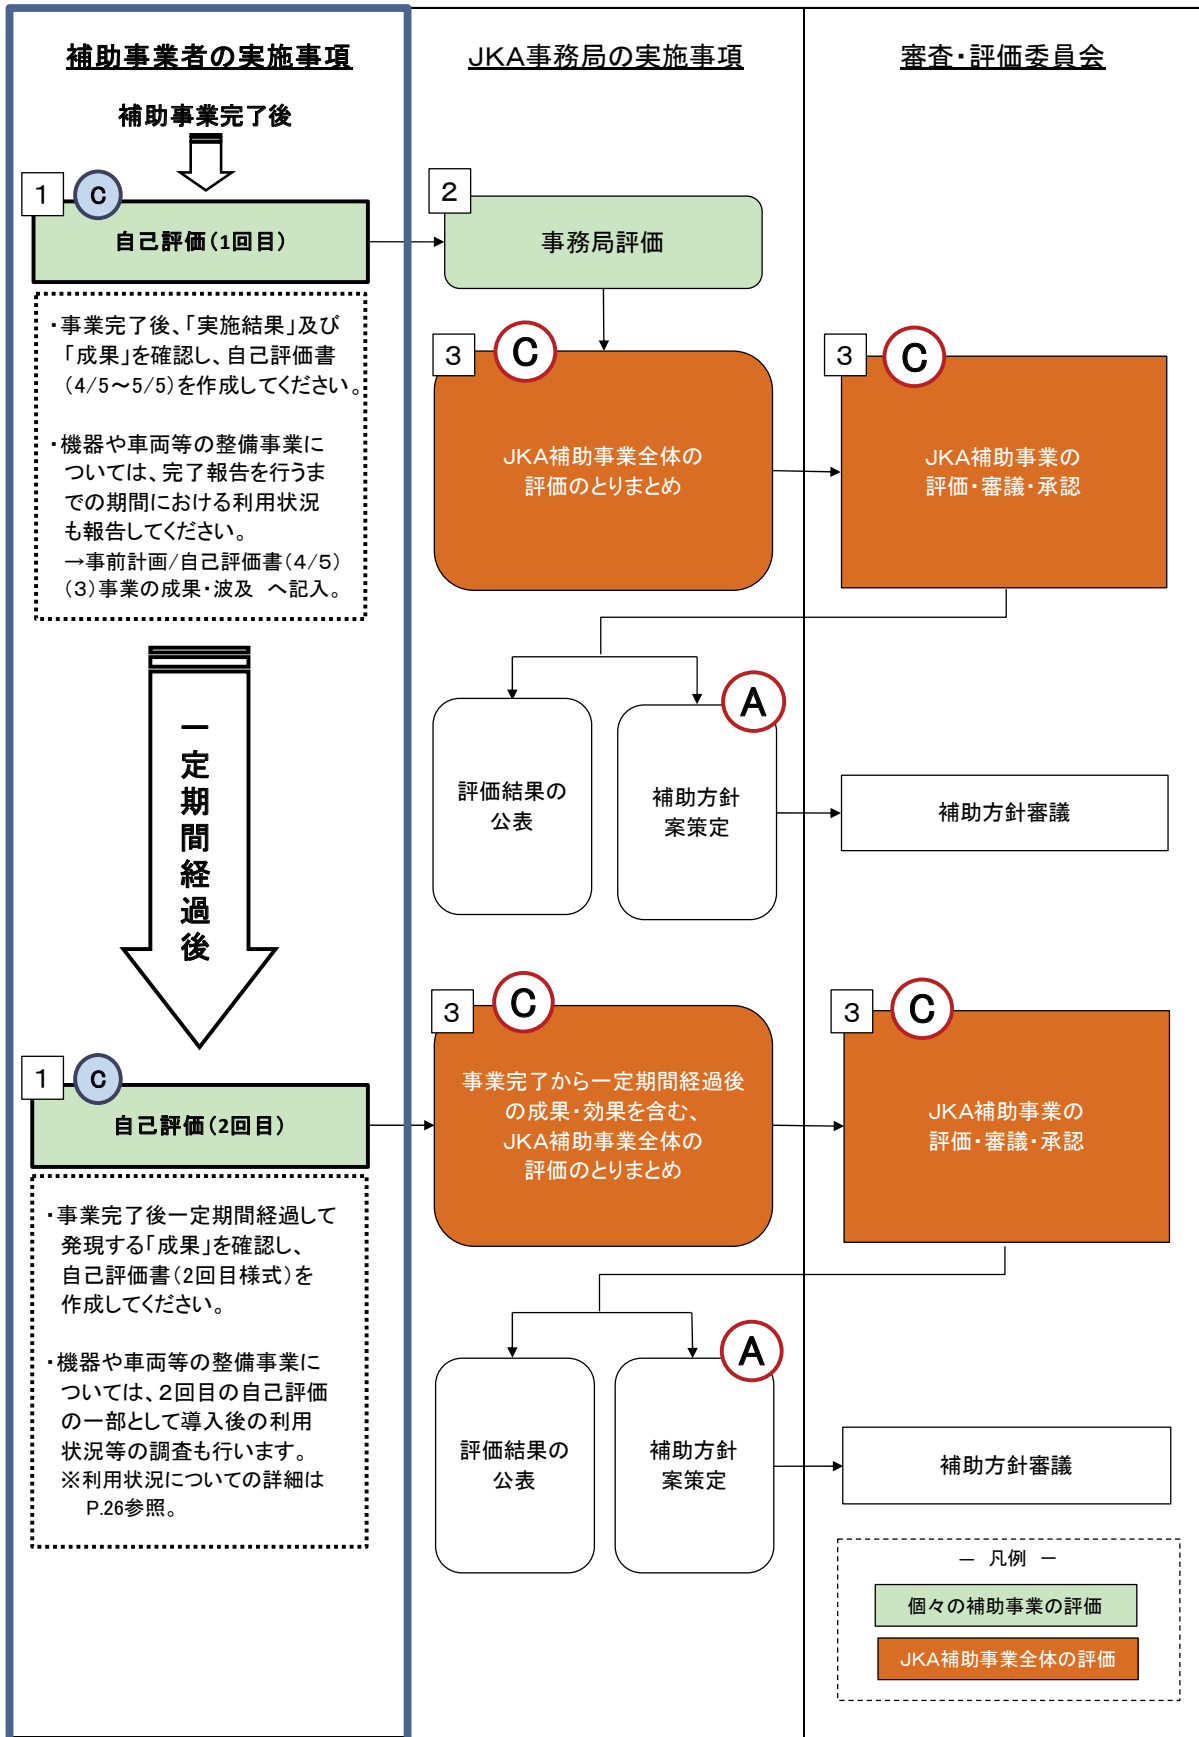 補助事業者の実施事項
補助事業完了後
1
C
自己評価(1回目)
・事業完了後、「実施結果」及び
「成果」を確認し、自己評価書
(4/5～5/5)を作成してください。
・機器や車両等の整備事業に
ついては、完了報告を行うま
での期間における利用状況
も報告してください。
→事前計画/自己評価書(4/5)
(3)事業の成果・波及 へ記入。
一定期間経過後
1
C
自己評価(2回目)
・事業完了後一定期間経過して
発現する「成果」を確認し、
自己評価書(2回目様式)を
作成してください。
・機器や車両等の整備事業に
ついては、2回目の自己評価
の一部として導入後の利用
状況等の調査も行います。
※利用状況についての詳細は
P.26参照。
JKA事務局の実施事項
2
事務局評価
3
C
JKA補助事業全体の
評価のとりまとめ
評価結果の
公表
A
補助方針
案策定
3
C
事業完了から一定期間経過後
の成果・効果を含む、
JKA補助事業全体の
評価のとりまとめ
評価結果の
公表
A
補助方針
案策定
審査・評価委員会
3
C
JKA補助事業の
評価・審議・承認
補助方針審議
3
C
JKA補助事業の
評価・審議・承認
補助方針審議
― 凡例 ―
個々の補助事業の評価
JKA補助事業全体の評価